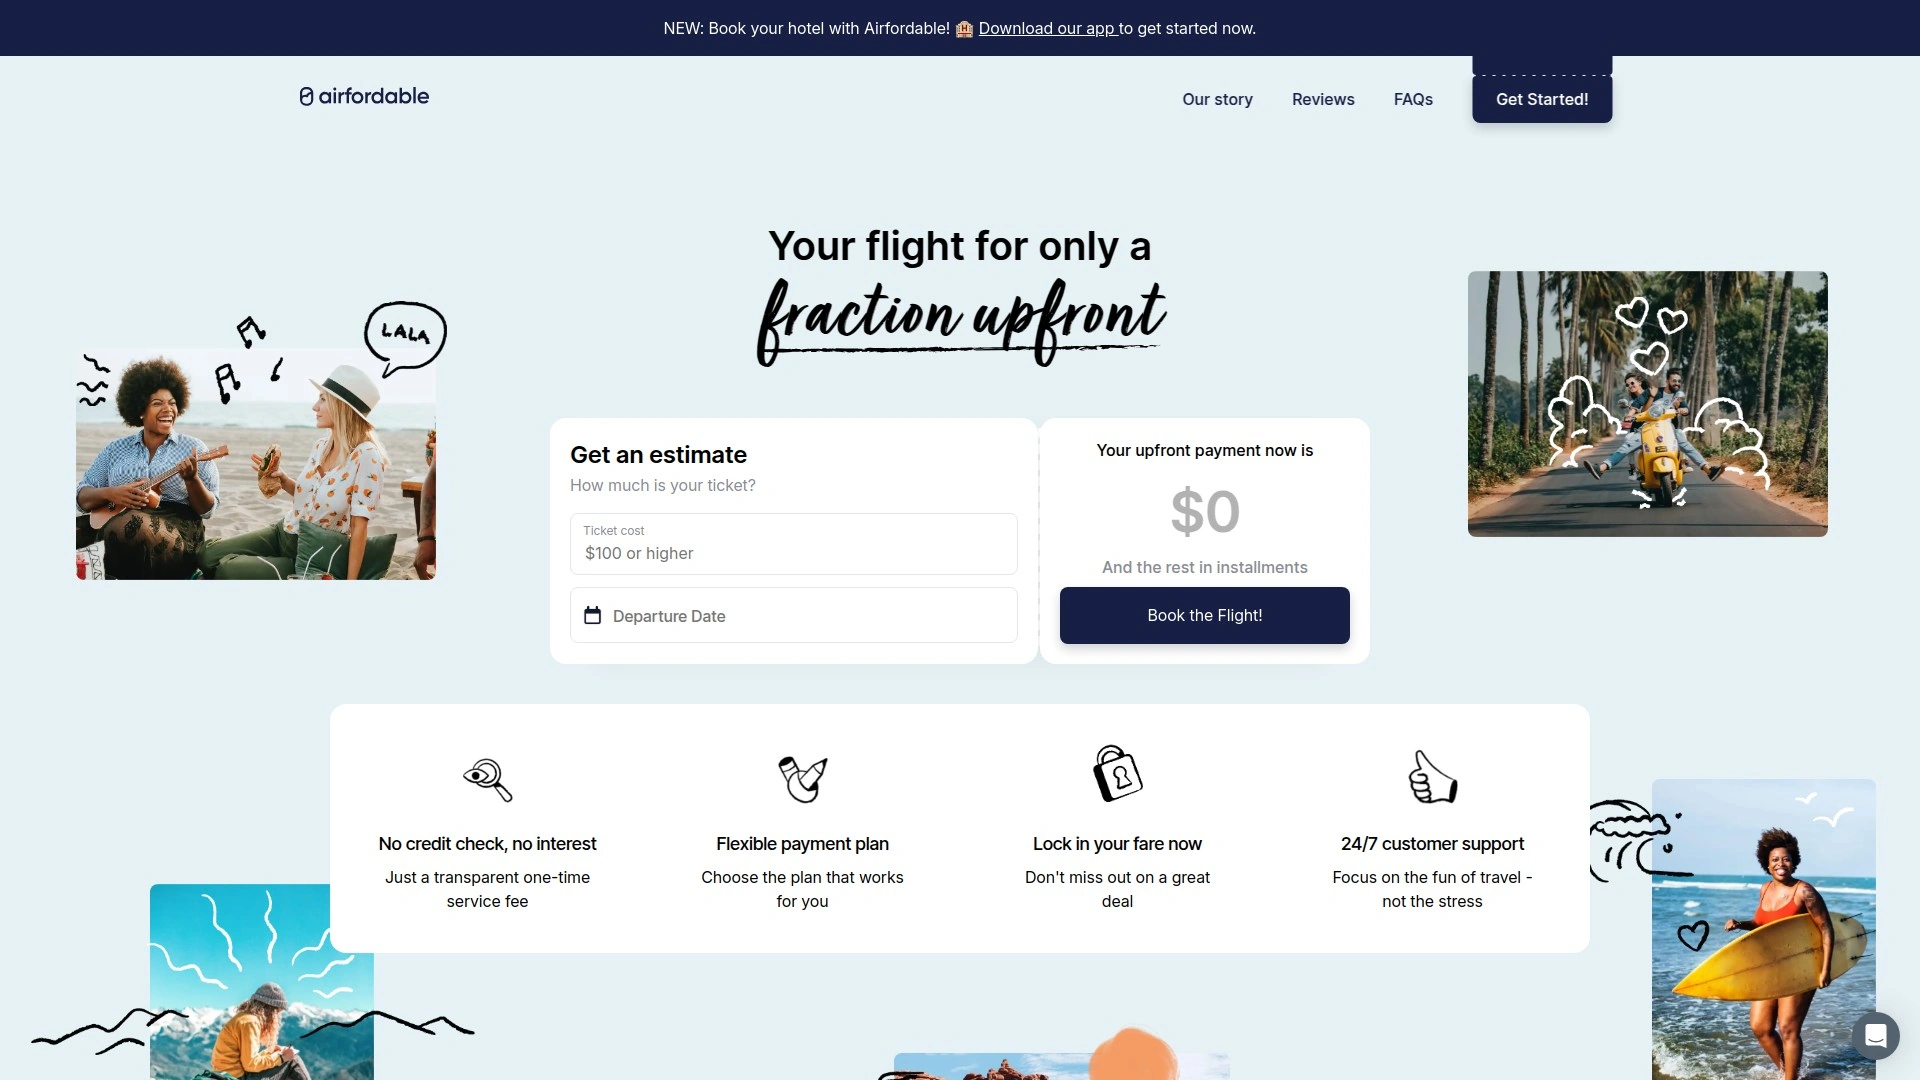 NEW: Book your hotel with Airfordable! 🏨 Download our app to get started now.
airfordable
Our story
Reviews
FAQs
Get Started!
Your flight for only a
fraction upfront
LALA
Get an estimate
How much is your ticket?
Ticket cost
$100 or higher
Departure Date
Your upfront payment now is
$0
And the rest in installments
Book the Flight!
No credit check, no interest
Just a transparent one-time
service fee
Flexible payment plan
Choose the plan that works
for you
Lock in your fare now
Don't miss out on a great
deal
24/7 customer support
Focus on the fun of travel -
not the stress